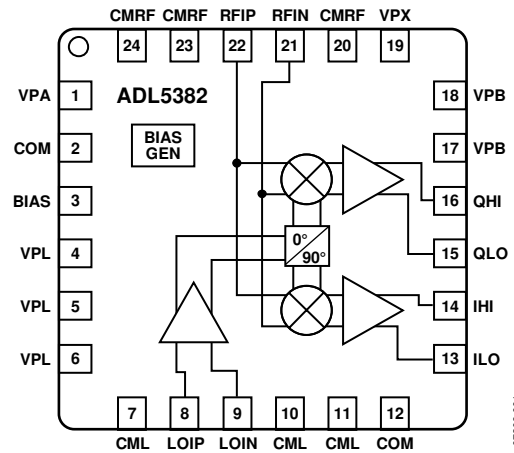 CMRF CMRF RFIP RFIN CMRF VPX
24 23 22 21 20 19
VPA 1 ADL5382 18 VPB
BIAS
GEN
COM 2 17 VPB
BIAS 3 16 QHI
VPL 4 0° 15 QLO
90°
VPL 5 14 IHI
VPL 6 13 ILO
7 8 9 10 11 12
CML LOIP LOIN CML CML COM